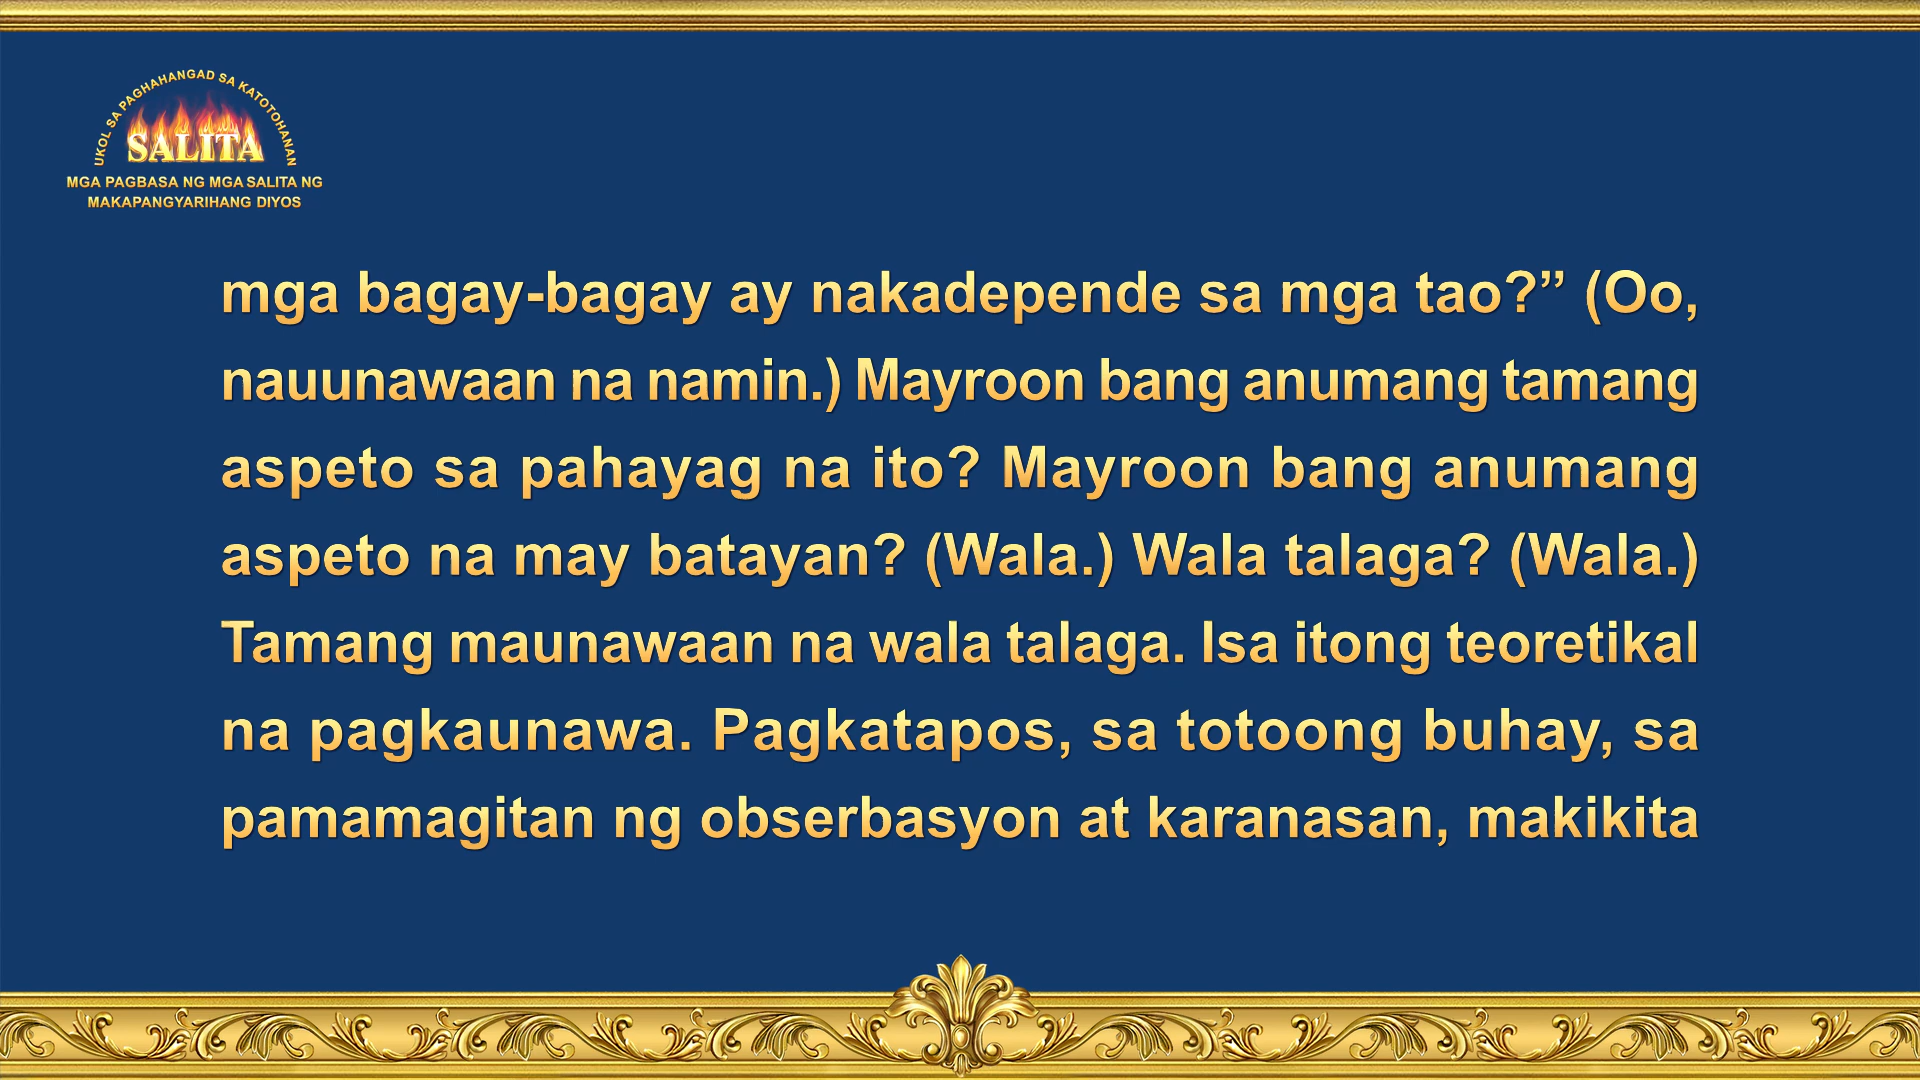 UKOL SA PAGHAHANGAD SA KATOTOHANAN
SALITA
MGA PAGBASA NG MGA SALITA NG
MAKAPANGYARIHANG DIYOS
mga bagay-bagay ay nakadepende sa mga tao?” (Oo,
nauunawaan na namin.) Mayroon bang anumang tamang
aspeto sa pahayag na ito? Mayroon bang anumang
aspeto na may batayan? (Wala.) Wala talaga? (Wala.)
Tamang maunawaan na wala talaga. Isa itong teoretikal
na pagkaunawa. Pagkatapos, sa totoong buhay, sa
pamamagitan ng obserbasyon at karanasan, makikita